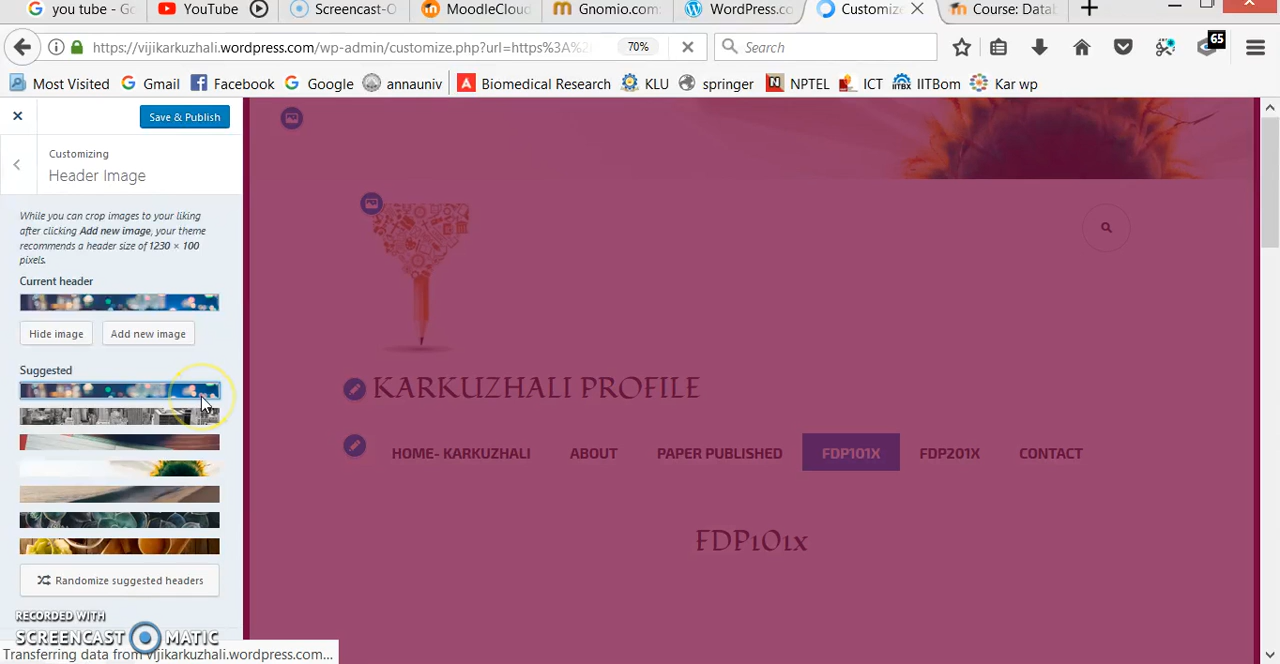 you tube - Go
YouTube
Screencast-O
MoodleCloud
Gnomio.com
WordPress.co
Customize
Course: Data
https://vijikarkuzhali.wordpress.com/wp-admin/customize.php?url=https%3A%2
70%
Search
65
Most Visited
Gmail
Facebook
Google
annauniv
Biomedical Research
KLU
springer
NPTEL
ICT
IITBom
Kar wp
Save & Publish
Customizing
Header Image
While you can crop images to your liking
after clicking Add new image, your theme
recommends a header size of 1230 × 100
pixels.
Current header
Hide image
Add new image
Suggested
Randomize suggested headers
KARKUZHALI PROFILE
HOME- KARKUZHALI
ABOUT
PAPER PUBLISHED
FDP101X
FDP201X
CONTACT
FDP101x
RECORDED WITH
SCREENCAST MATIC
Transferring data from vijikarkuzhali.wordpress.com...